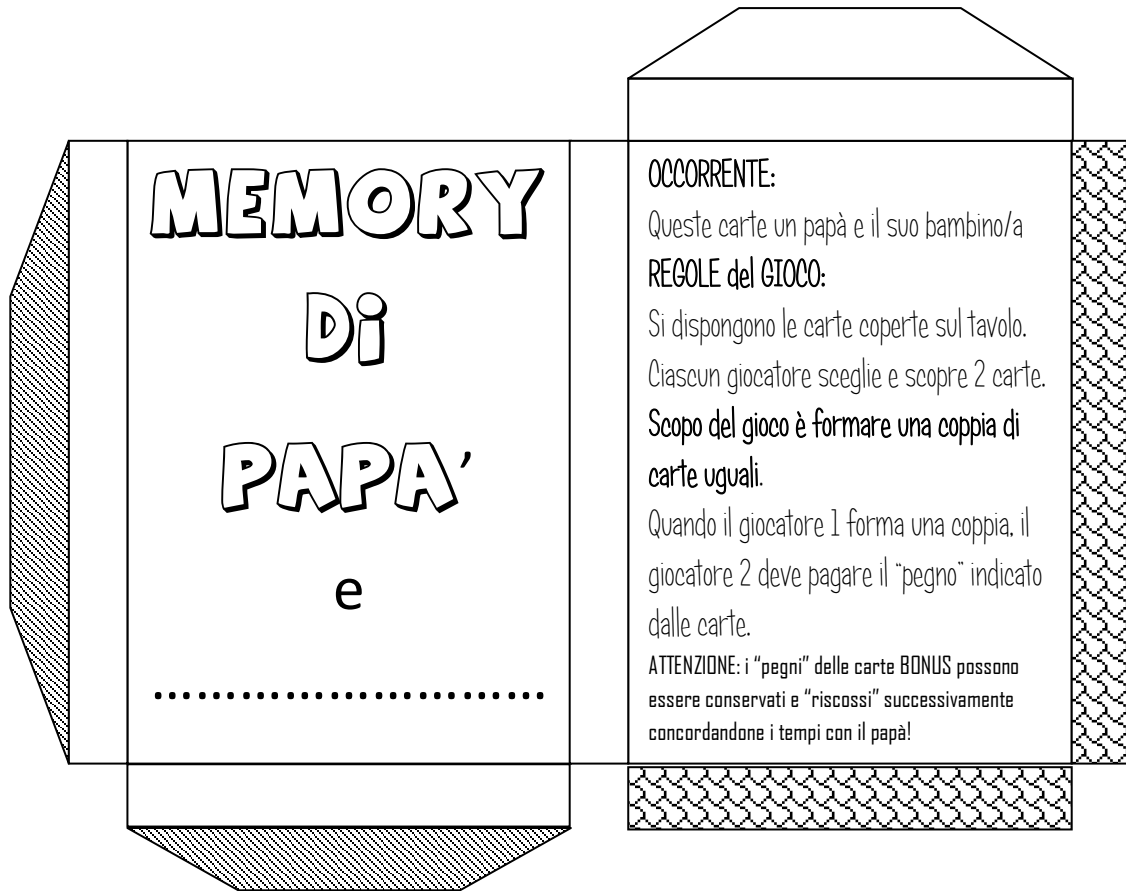 MEMORY
Di
PAPA’
e
........................................
OCCORRENTE:
Queste carte un papà e il suo bambino/a
REGOLE del GIOCO:
Si dispongono le carte coperte sul tavolo.
Ciascun giocatore sceglie e scopre 2 carte.
Scopo del gioco è formare una coppia di
carte uguali.
Quando il giocatore 1 forma una coppia, il
giocatore 2 deve pagare il “pegno” indicato
dalle carte.
ATTENZIONE: i “pegni” delle carte BONUS possono
essere conservati e “riscossi” successivamente
concordandone i tempi con il papà!